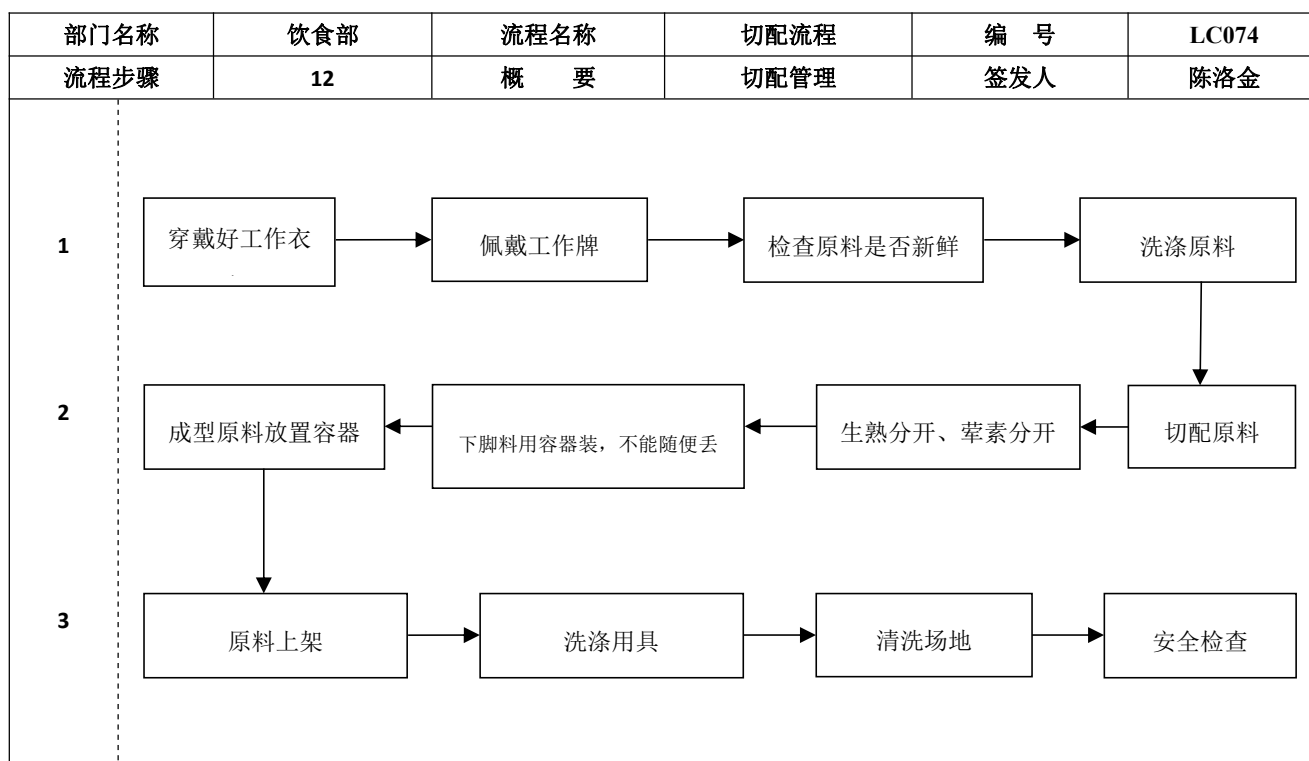 部门名称 饮食部 流程名称 切配流程 编 号 LC074
流程步骤 12 概 要 切配管理 签发人 陈洛金
1 穿戴好工作衣 佩戴工作牌 检查原料是否新鲜 洗涤原料
2 成型原料放置容器 下脚料用容器装，不能随便丢 生熟分开、荤素分开 切配原料
3 原料上架 洗涤用具 清洗场地 安全检查